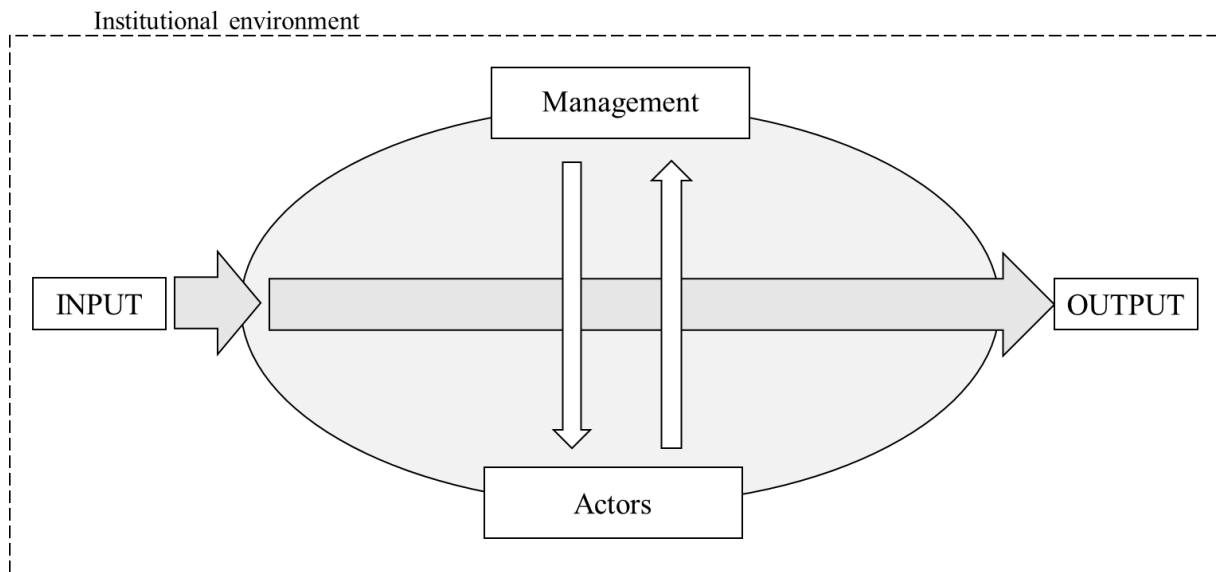 Institutional environment
Management
INPUT
OUTPUT
Actors